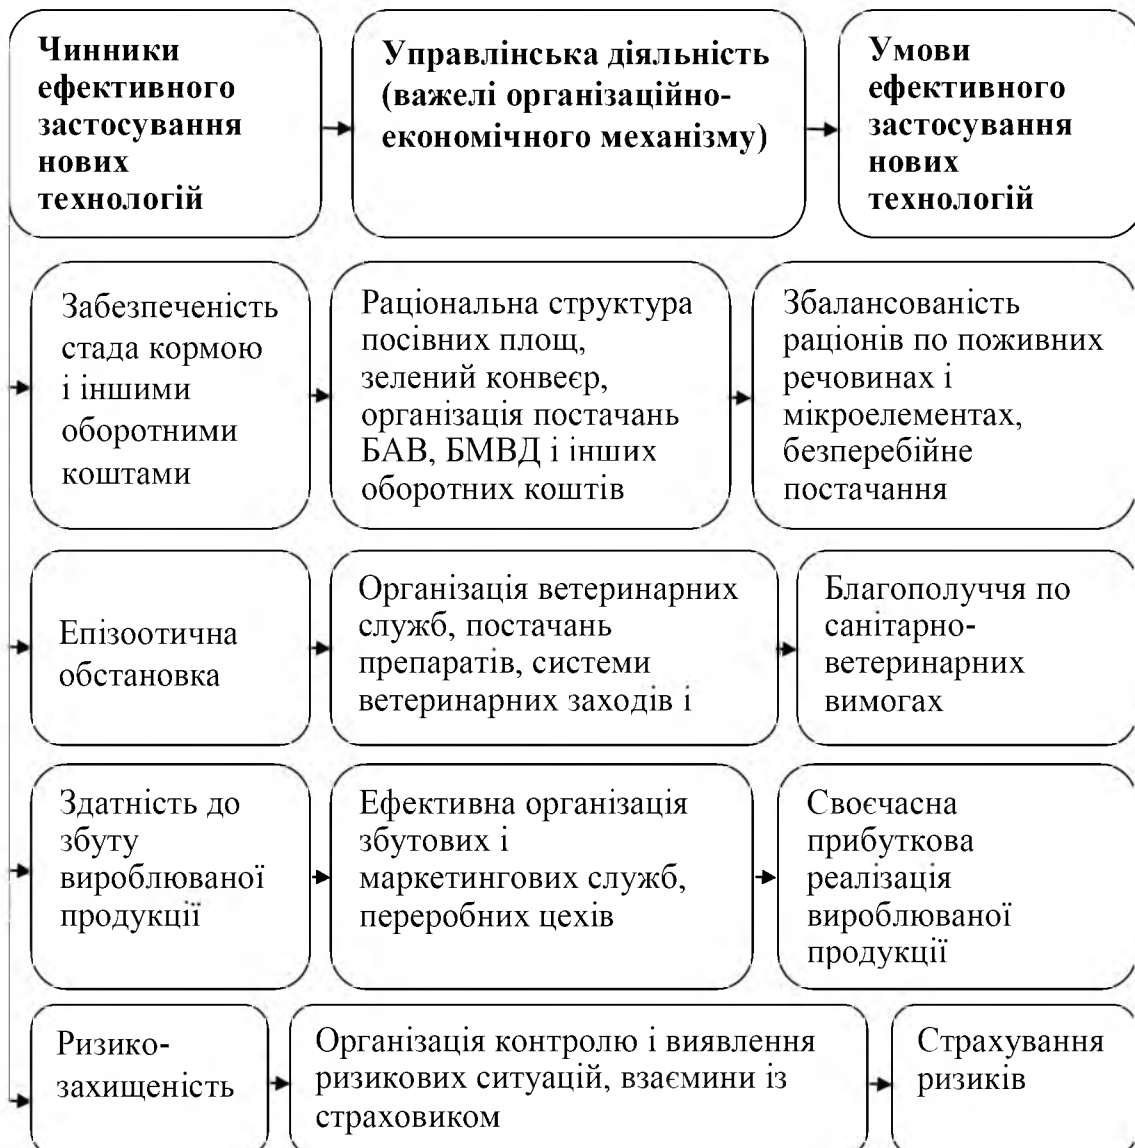 Чинники
ефективного
застосування
нових
технологій
Управлінська діяльність
(важелі організаційно-
економічного механізму)
Умови
ефективного
застосування
нових
технологій
Забезпеченість
стада кормою
і іншими
оборотними
коштами
Раціональна структура
посівних площ,
зелений конвеєр,
організація постачань
БАВ, БМВД і інших
оборотних коштів
Збалансованість
раціонів по поживних
речовинах і
мікроелементах,
безперебійне
постачання
Епізоотична
обстановка
Організація ветеринарних
служб, постачань
препаратів, системи
ветеринарних заходів і
Благополуччя по
санітарно-
ветеринарних
вимогах
Здатність до
збуту
вироблюваної
продукції
Ефективна організація
збутових і
маркетингових служб,
переробних цехів
Своєчасна
прибуткова
реалізація
вироблюваної
продукції
Ризико-
захищеність
Організація контролю і виявлення
ризикових ситуацій, взаємини із
страховиком
Страхування
ризиків